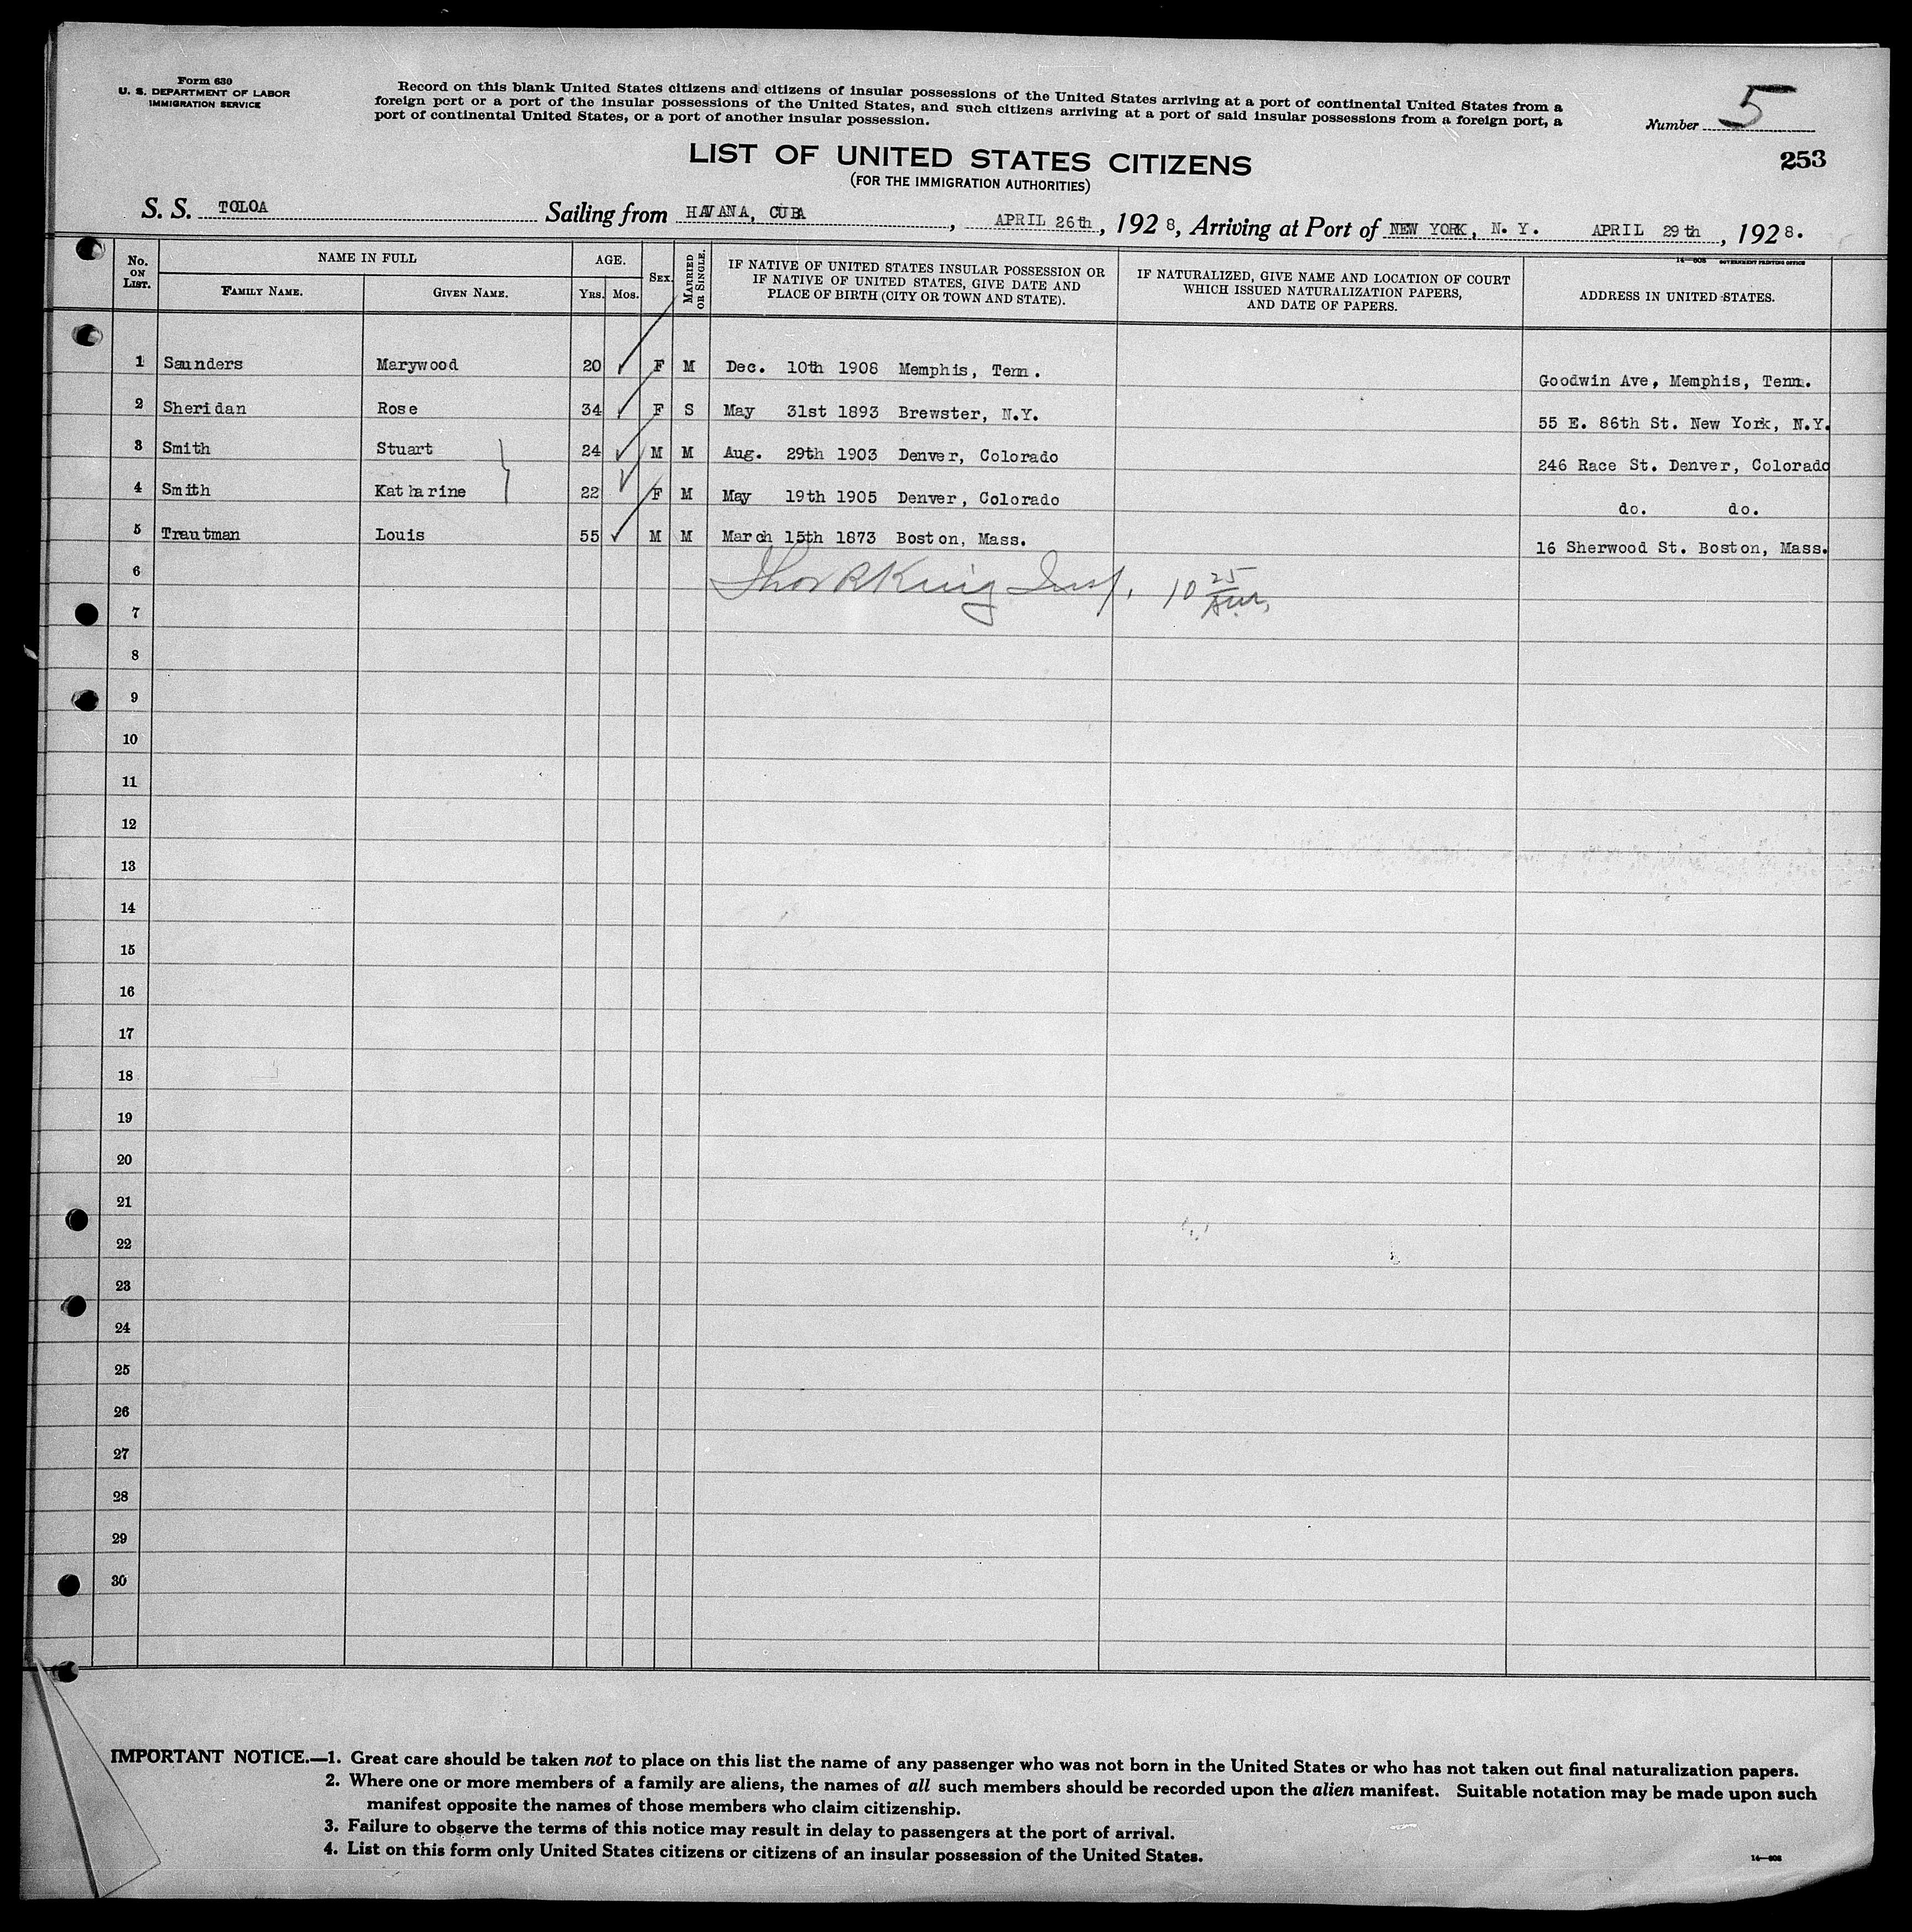 Form 630
U. S. DEPARTMENT OF LABOR
IMMIGRATION SERVICE
Record on this blank United States citizens and citizens of insular possessions of the United States arriving at a port of continental United States from a
foreign port or a port of the insular possessions of the United States, and such citizens arriving at a port of said insular possessions from a foreign port, a
port of continental United States, or a port of another insular possession.
Number 5
253
LIST OF UNITED STATES CITIZENS
(FOR THE IMMIGRATION AUTHORITIES)
S. S. TOLOA Sailing from HAVANA, CUBA, APRIL 26th, 1928, Arriving at Port of NEW YORK, N. Y. APRIL 29th, 1928.
14—608 GOVERNMENT PRINTING OFFICE
No. ON LIST. NAME IN FULL AGE. SEX. MARRIED OR SINGLE. IF NATIVE OF UNITED STATES INSULAR POSSESSION OR IF NATIVE OF UNITED STATES, GIVE DATE AND PLACE OF BIRTH (CITY OR TOWN AND STATE). IF NATURALIZED, GIVE NAME AND LOCATION OF COURT WHICH ISSUED NATURALIZATION PAPERS, AND DATE OF PAPERS. ADDRESS IN UNITED STATES.
FAMILY NAME. GIVEN NAME. YRS. MOS.
1 Saunders Marywood 20 F M Dec. 10th 1908 Memphis, Tenn. Goodwin Ave, Memphis, Tenn.
2 Sheridan Rose 34 F S May 31st 1893 Brewster, N.Y. 55 E. 86th St. New York, N.Y.
3 Smith Stuart 24 M M Aug. 29th 1903 Denver, Colorado 246 Race St. Denver, Colorado
4 Smith Katharine 22 F M May 19th 1905 Denver, Colorado do. do.
5 Trautman Louis 55 M M March 15th 1873 Boston, Mass. 16 Sherwood St. Boston, Mass.
6 Thos R King Insp. 10 25 AM
7
8
9
10
11
12
13
14
15
16
17
18
19
20
21
22
23
24
25
26
27
28
29
30
IMPORTANT NOTICE.—1. Great care should be taken not to place on this list the name of any passenger who was not born in the United States or who has not taken out final naturalization papers.
2. Where one or more members of a family are aliens, the names of all such members should be recorded upon the alien manifest. Suitable notation may be made upon such
manifest opposite the names of those members who claim citizenship.
3. Failure to observe the terms of this notice may result in delay to passengers at the port of arrival.
4. List on this form only United States citizens or citizens of an insular possession of the United States.
14—608